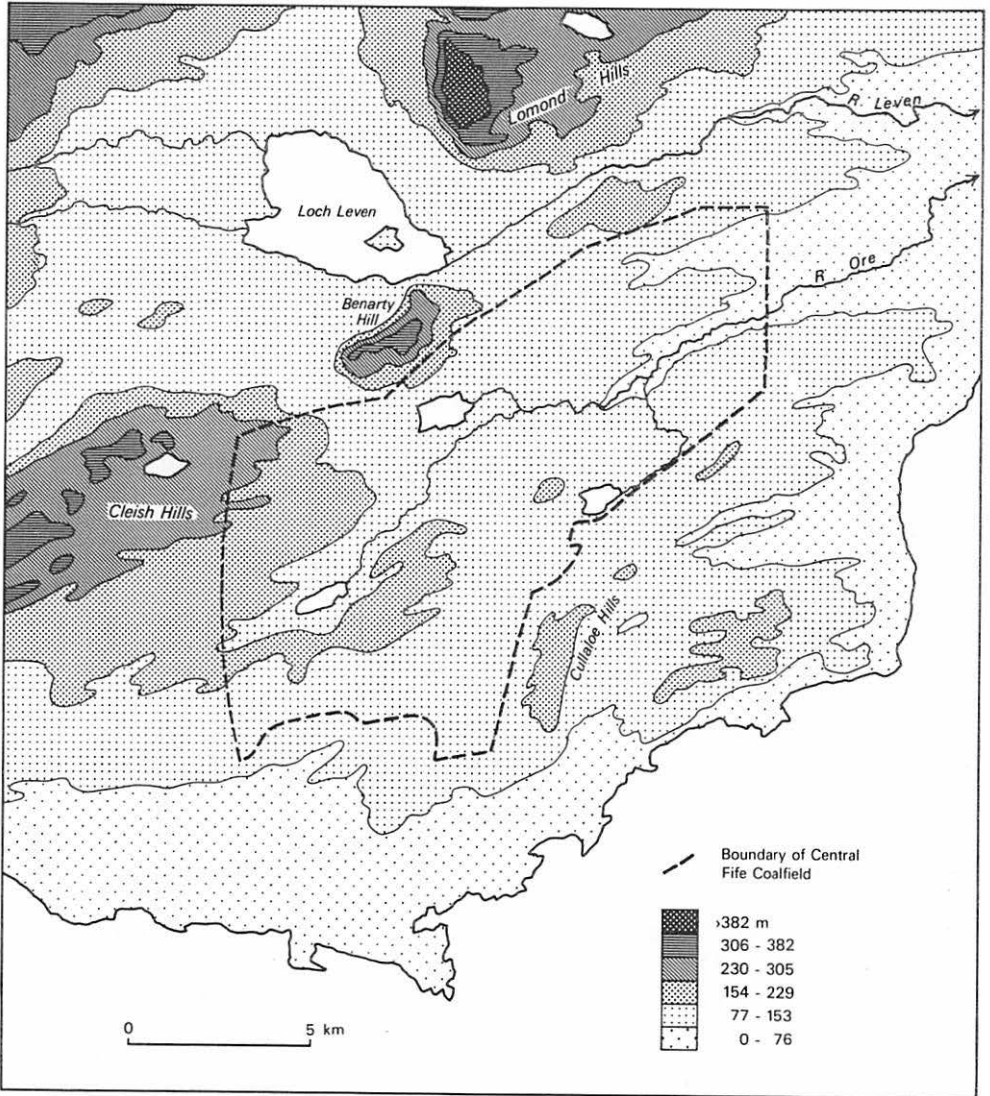 Lomond Hills
R. Leven
Loch Leven
R. Ore
Benarty
Hill
Cleish Hills
Cullaloe Hills
Boundary of Central
Fife Coalfield
›382 m
306 - 382
230 - 305
154 - 229
77 - 153
0 - 76
0 5 km